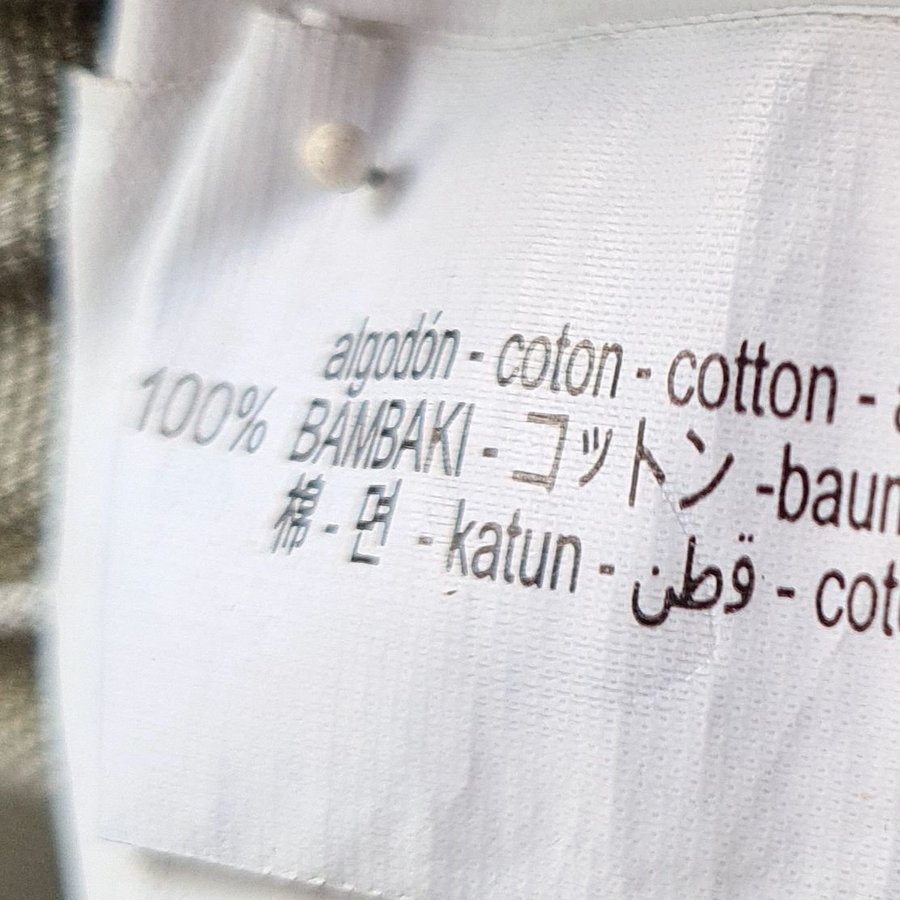 algodón - coton - cotton -
100% BAMBAKI - コットン -baum
棉 - 면 - katun - قطن - cot